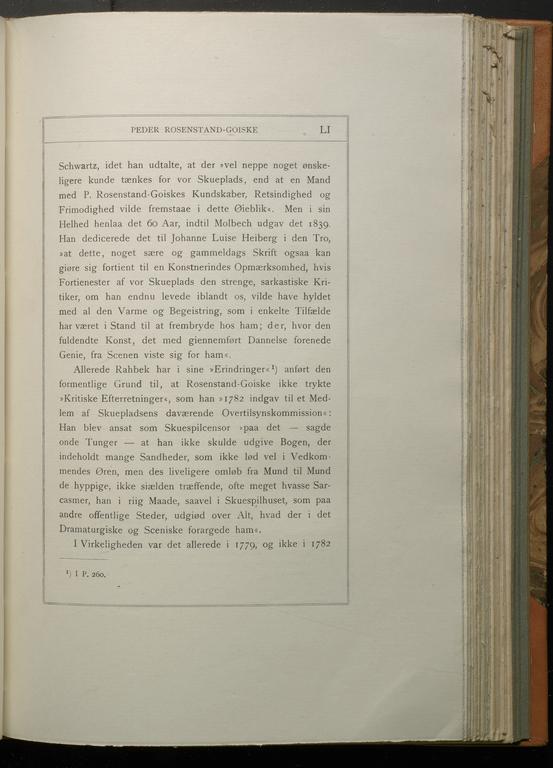 PEDER ROSENSTAND-GOISKE LI
Schwartz, idet han udtalte, at der »vel neppe noget ønske-
ligere kunde tænkes for vor Skueplads, end at en Mand
med P. Rosenstand-Goiskes Kundskaber, Retsindighed og
Frimodighed vilde fremstaae i dette Øieblik«. Men i sin
Helhed henlaa det 60 Aar, indtil Molbech udgav det 1839.
Han dedicerede det til Johanne Luise Heiberg i den Tro,
»at dette, noget sære og gammeldags Skrift ogsaa kan
giøre sig fortient til en Konstnerindes Opmærksomhed, hvis
Fortienester af vor Skueplads den strenge, sarkastiske Kri-
tiker, om han endnu levede iblandt os, vilde have hyldet
med al den Varme og Begeistring, som i enkelte Tilfælde
har været i Stand til at frembryde hos ham; der, hvor den
fuldendte Konst, det med giennemført Dannelse forenede
Genie, fra Scenen viste sig for ham«.
Allerede Rahbek har i sine »Erindringer«¹) anført den
formentlige Grund til, at Rosenstand-Goiske ikke trykte
»Kritiske Efterretninger«, som han »1782 indgav til et Med-
lem af Skuepladsens daværende Overtilsynskommission«:
Han blev ansat som Skuespilcensor »paa det — sagde
onde Tunger — at han ikke skulde udgive Bogen, der
indeholdt mange Sandheder, som ikke lød vel i Vedkom-
mendes Øren, men des liveligere omløb fra Mund til Mund
de hyppige, ikke siælden træffende, ofte meget hvasse Sar-
casmer, han i riig Maade, saavel i Skuespilhuset, som paa
andre offentlige Steder, udgiød over Alt, hvad der i det
Dramaturgiske og Sceniske forargede ham«.
I Virkeligheden var det allerede i 1779, og ikke i 1782
¹) I P. 260.